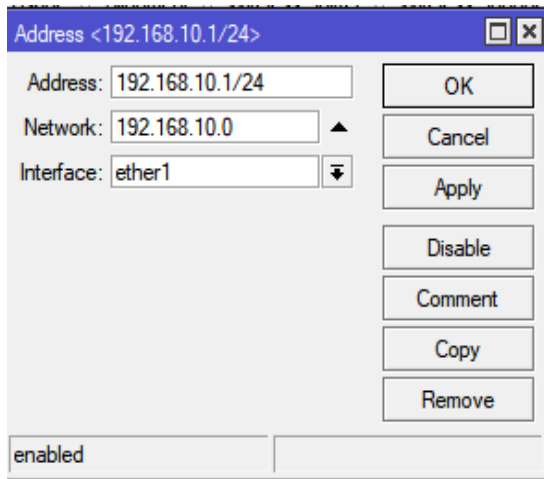 Address <192.168.10.1/24>
Address: 192.168.10.1/24
OK
Network: 192.168.10.0
Cancel
Interface: ether1
Apply
Disable
Comment
Copy
Remove
enabled